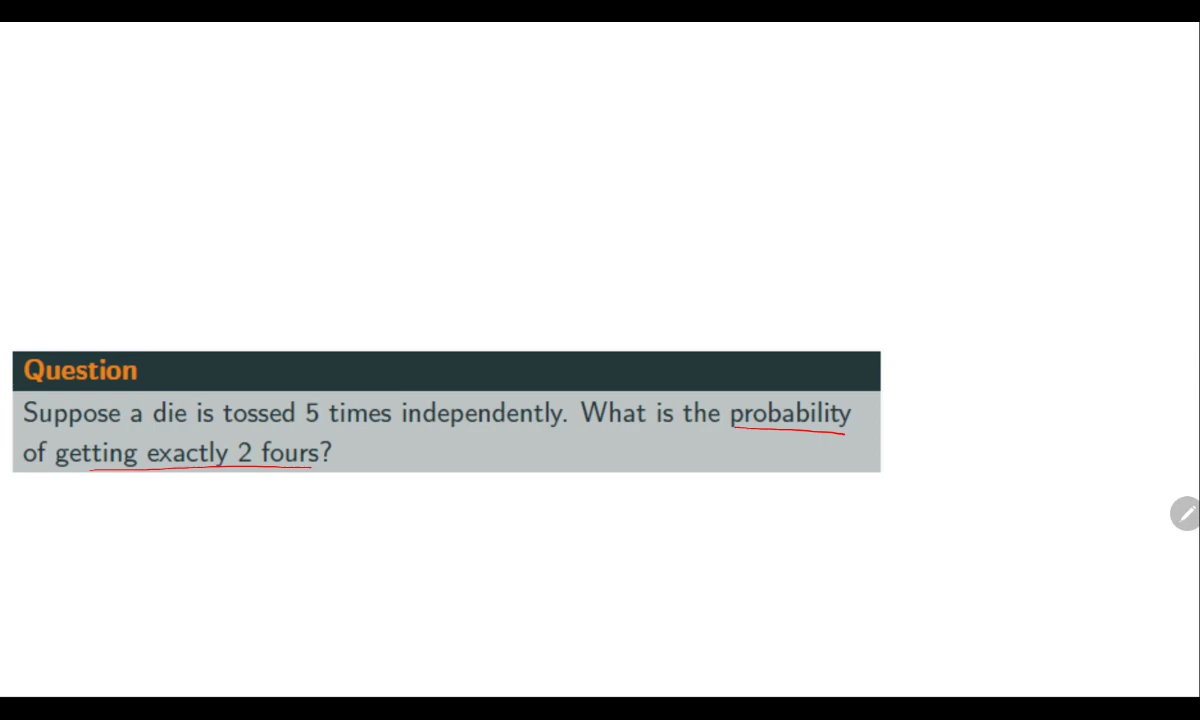 Question
Suppose a die is tossed 5 times independently. What is the probability
of getting exactly 2 fours?